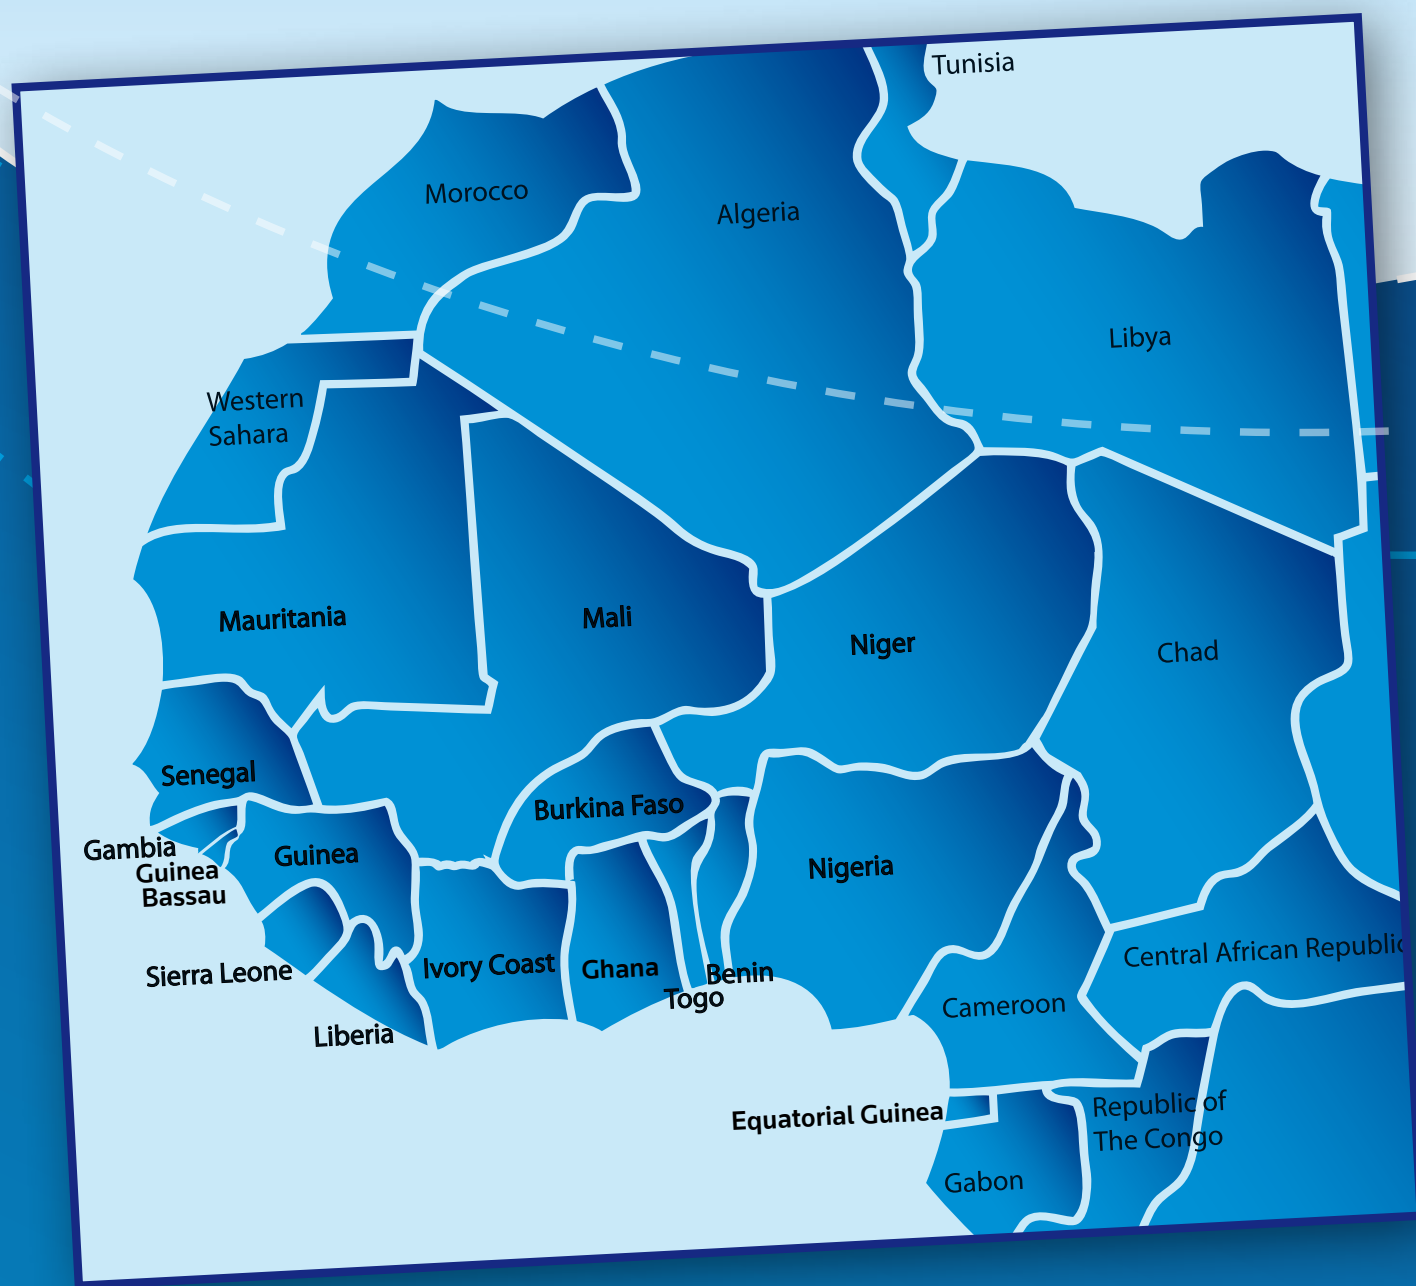 Tunisia
Morocco
Algeria
Libya
Western
Sahara
Mauritania
Mali
Niger
Chad
Senegal
Burkina Faso
Gambia
Guinea
Bassau
Guinea
Nigeria
Sierra Leone
Ivory Coast
Ghana
Benin
Togo
Central African Republic
Cameroon
Liberia
Equatorial Guinea
Republic of
The Congo
Gabon